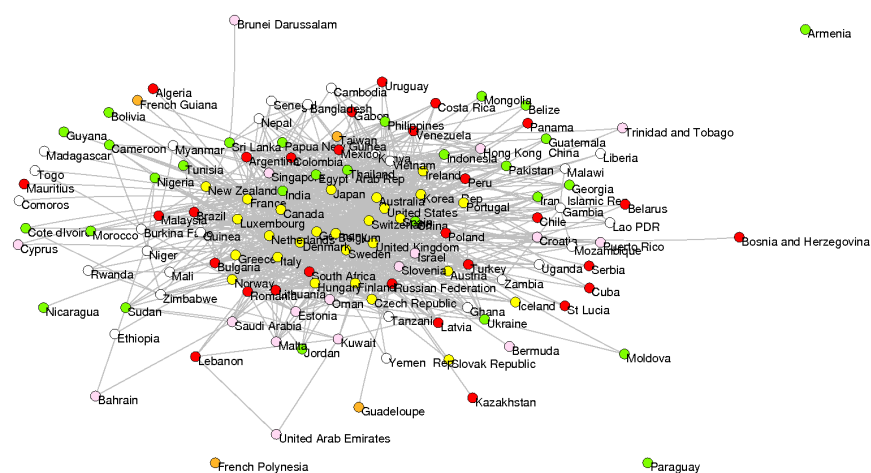 Brunei Darussalam
Armenia
Algeria
French Guiana
Bolivia
Guyana
Cameroon
Madagascar
Togo
Mauritius
Comoros
Cote dIvoire
Cyprus
Morocco
Myanmar
Tunisia
Nigeria
Sri Lanka
Papua New Guinea
Nepal
Bangladesh
Cambodia
Uruguay
Gabon
Philippines
Taiwan
Mexico
Costa Rica
Venezuela
Mongolia
Belize
Panama
Guatemala
Trinidad and Tobago
Hong Kong China
Liberia
Indonesia
Pakistan
Malawi
Georgia
Argentina
Colombia
Singapore
Thailand
Egypt Arab Rep
Vietnam
Ireland
Peru
New Zealand
France
India
Japan
Australia
Korea Rep
Portugal
Iran Islamic Rep
Gambia
Belarus
Malaysia
Brazil
Canada
United States
Luxembourg
Switzerland
China
Chile
Lao PDR
Burkina Faso
Guinea
Netherlands
Belgium
Denmark
United Kingdom
Poland
Croatia
Puerto Rico
Mozambique
Bosnia and Herzegovina
Niger
Greece
Italy
Sweden
Israel
Bulgaria
Slovenia
Turkey
Austria
Uganda
Serbia
Rwanda
Mali
Norway
South Africa
Zambia
Cuba
Zimbabwe
Romania
Lithuania
Hungary
Finland
Russian Federation
Nicaragua
Sudan
Oman
Czech Republic
Ghana
Iceland
St Lucia
Estonia
Tanzania
Saudi Arabia
Latvia
Ukraine
Ethiopia
Malta
Kuwait
Jordan
Bermuda
Moldova
Lebanon
Yemen Rep
Slovak Republic
Bahrain
Kazakhstan
Guadeloupe
United Arab Emirates
French Polynesia
Paraguay